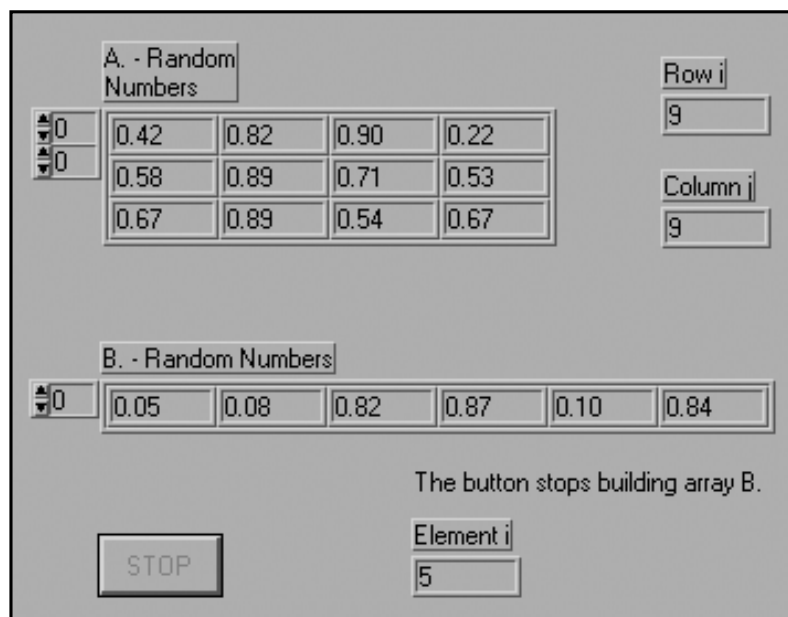 A. - Random
Numbers
Row i
9
0 0.42 0.82 0.90 0.22
0 0.58 0.89 0.71 0.53
0.67 0.89 0.54 0.67
Column j
9
B. - Random Numbers
0 0.05 0.08 0.82 0.87 0.10 0.84
The button stops building array B.
STOP
Element i
5